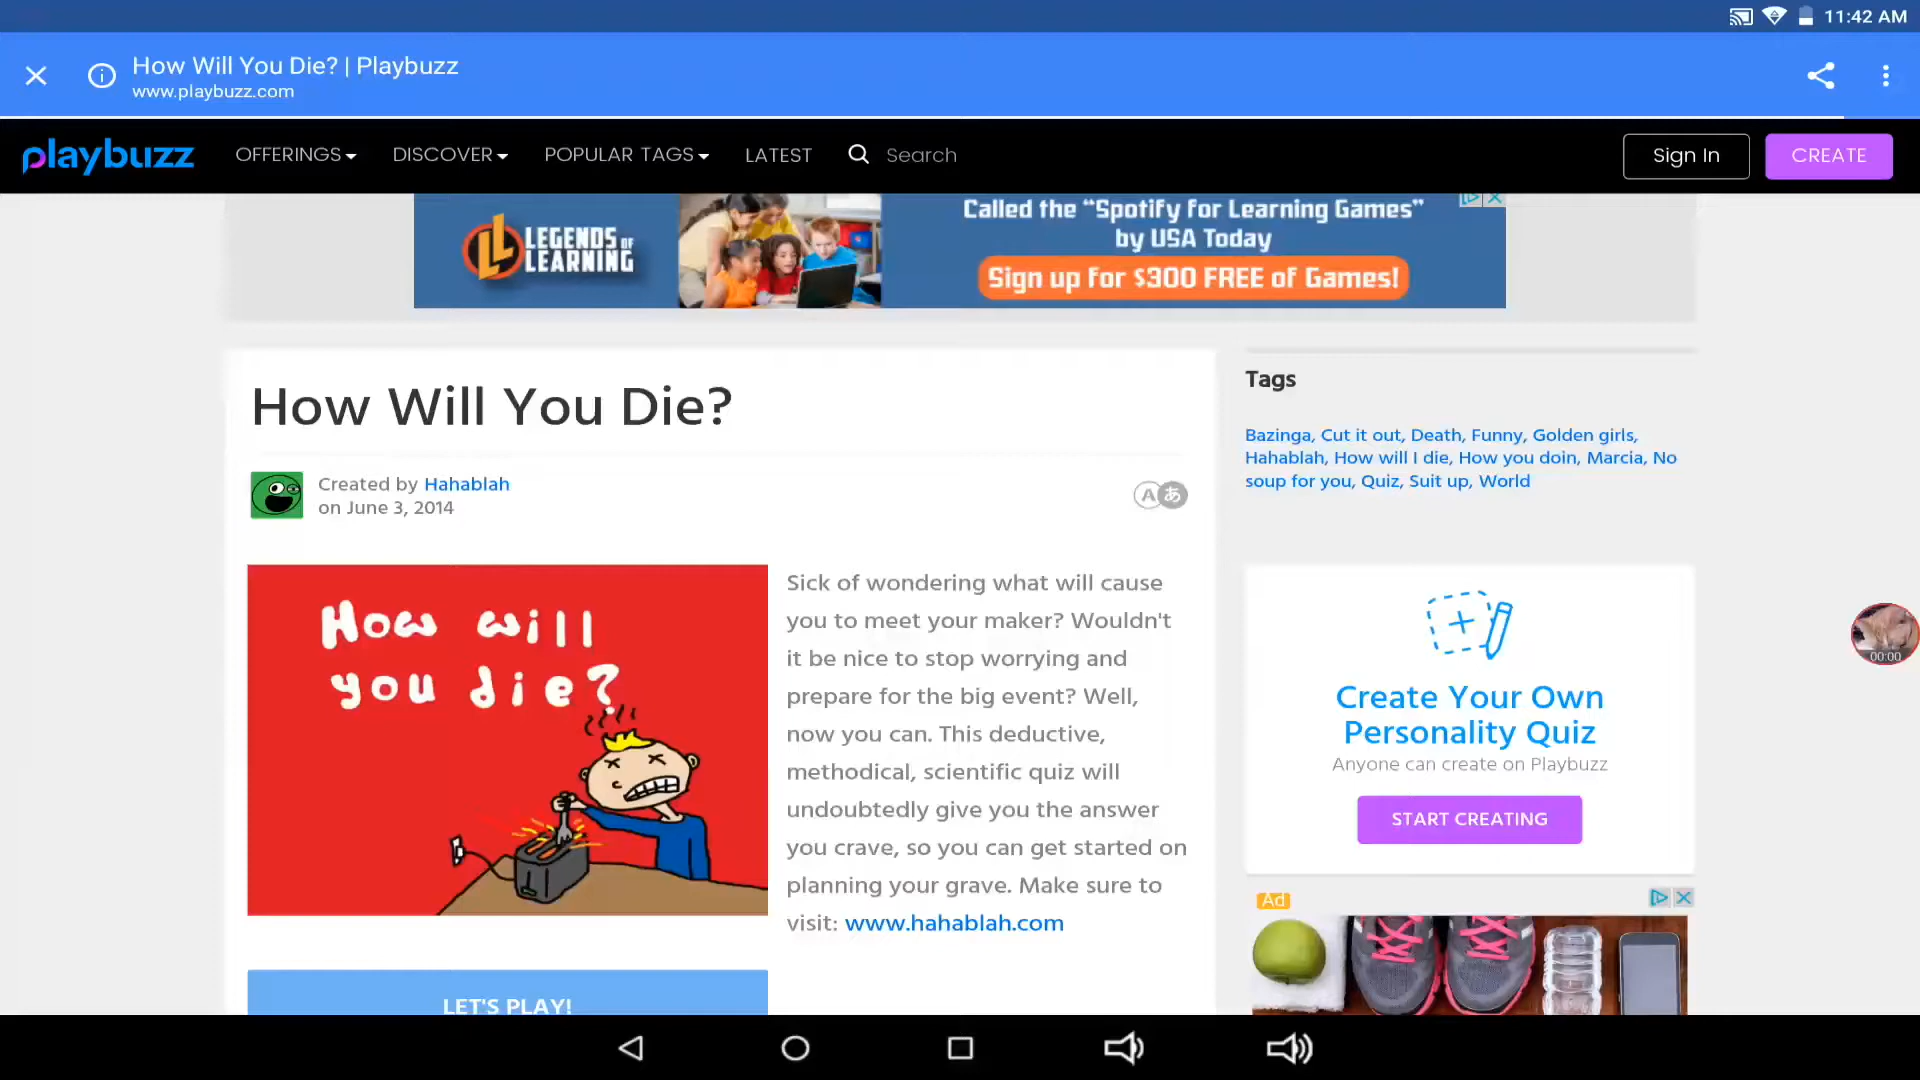 11:42 AM
How Will You Die? | Playbuzz
www.playbuzz.com
playbuzz OFFERINGS DISCOVER POPULAR TAGS LATEST Search Sign In CREATE
LEGENDS OF
LEARNING
Called the “Spotify for Learning Games”
by USA Today
Sign up for $300 FREE of Games!
How Will You Die?
Created by Hahablah
on June 3, 2014
A あ
How will
you die?
Sick of wondering what will cause
you to meet your maker? Wouldn't
it be nice to stop worrying and
prepare for the big event? Well,
now you can. This deductive,
methodical, scientific quiz will
undoubtedly give you the answer
you crave, so you can get started on
planning your grave. Make sure to
visit: www.hahablah.com
LET'S PLAY!
Tags
Bazinga, Cut it out, Death, Funny, Golden girls,
Hahablah, How will I die, How you doin, Marcia, No
soup for you, Quiz, Suit up, World
00:00
Create Your Own
Personality Quiz
Anyone can create on Playbuzz
START CREATING
Ad